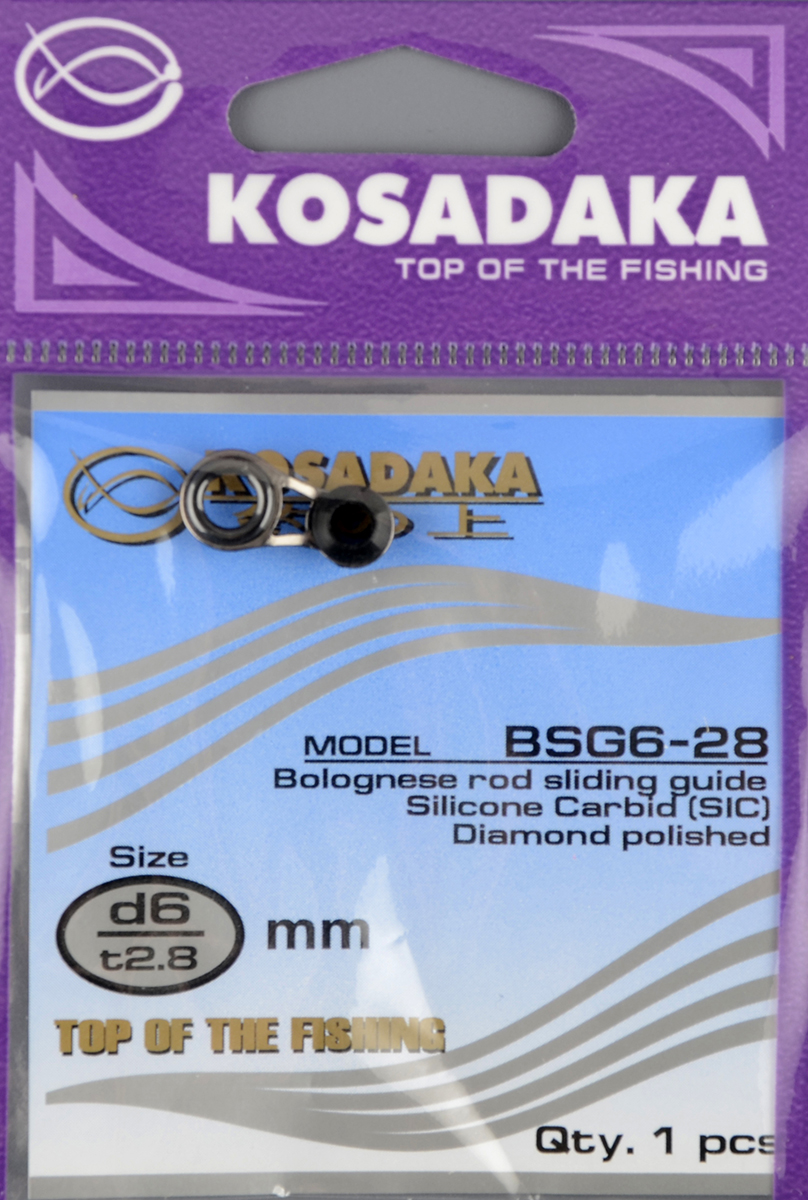 KOSADAKA
TOP OF THE FISHING
KOSADAKA
上
MODEL BSG6-28
Bolognese rod sliding guide
Silicone Carbid (SIC)
Diamond polished
Size
d6
t2.8
mm
TOP OF THE FISHING
Qty. 1 pcs